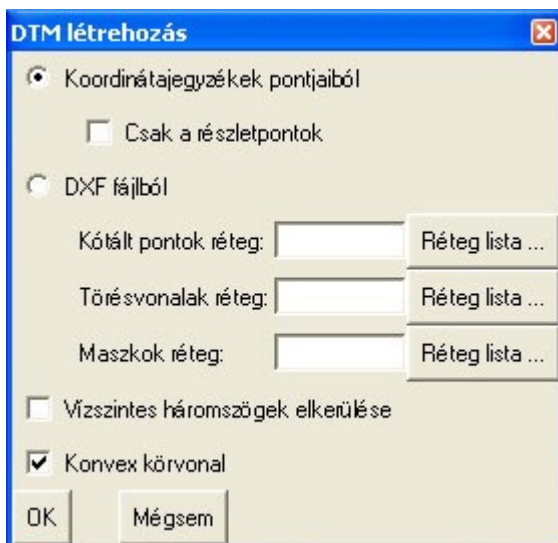 DTM létrehozás
Koordinátajegyzékek pontjaiból
Csak a részletpontok
DXF fájlból
Kótált pontok réteg: Réteg lista ...
Törésvonalak réteg: Réteg lista ...
Maszkok réteg: Réteg lista ...
Vízszintes háromszögek elkerülése
Konvex körvonal
OK Mégsem